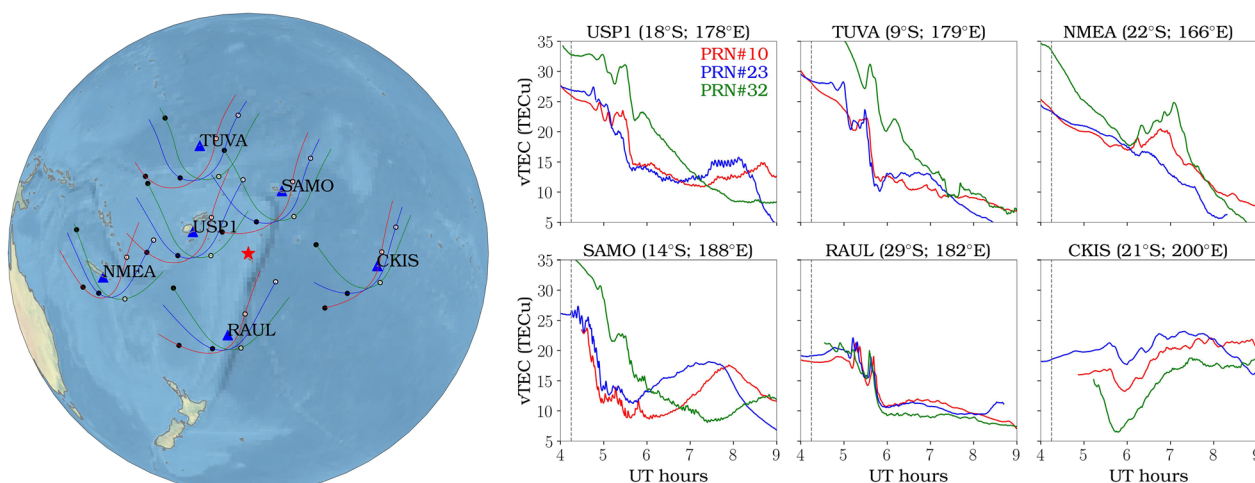 TUVA
SAMO
USP1
CKIS
NMEA
RAUL
USP1 (18°S; 178°E)
TUVA (9°S; 179°E)
NMEA (22°S; 166°E)
PRN#10
PRN#23
PRN#32
vTEC (TECu)
35
30
25
20
15
10
5
SAMO (14°S; 188°E)
RAUL (29°S; 182°E)
CKIS (21°S; 200°E)
vTEC (TECu)
35
30
25
20
15
10
5
4 5 6 7 8 9
4 5 6 7 8 9
4 5 6 7 8 9
UT hours
UT hours
UT hours